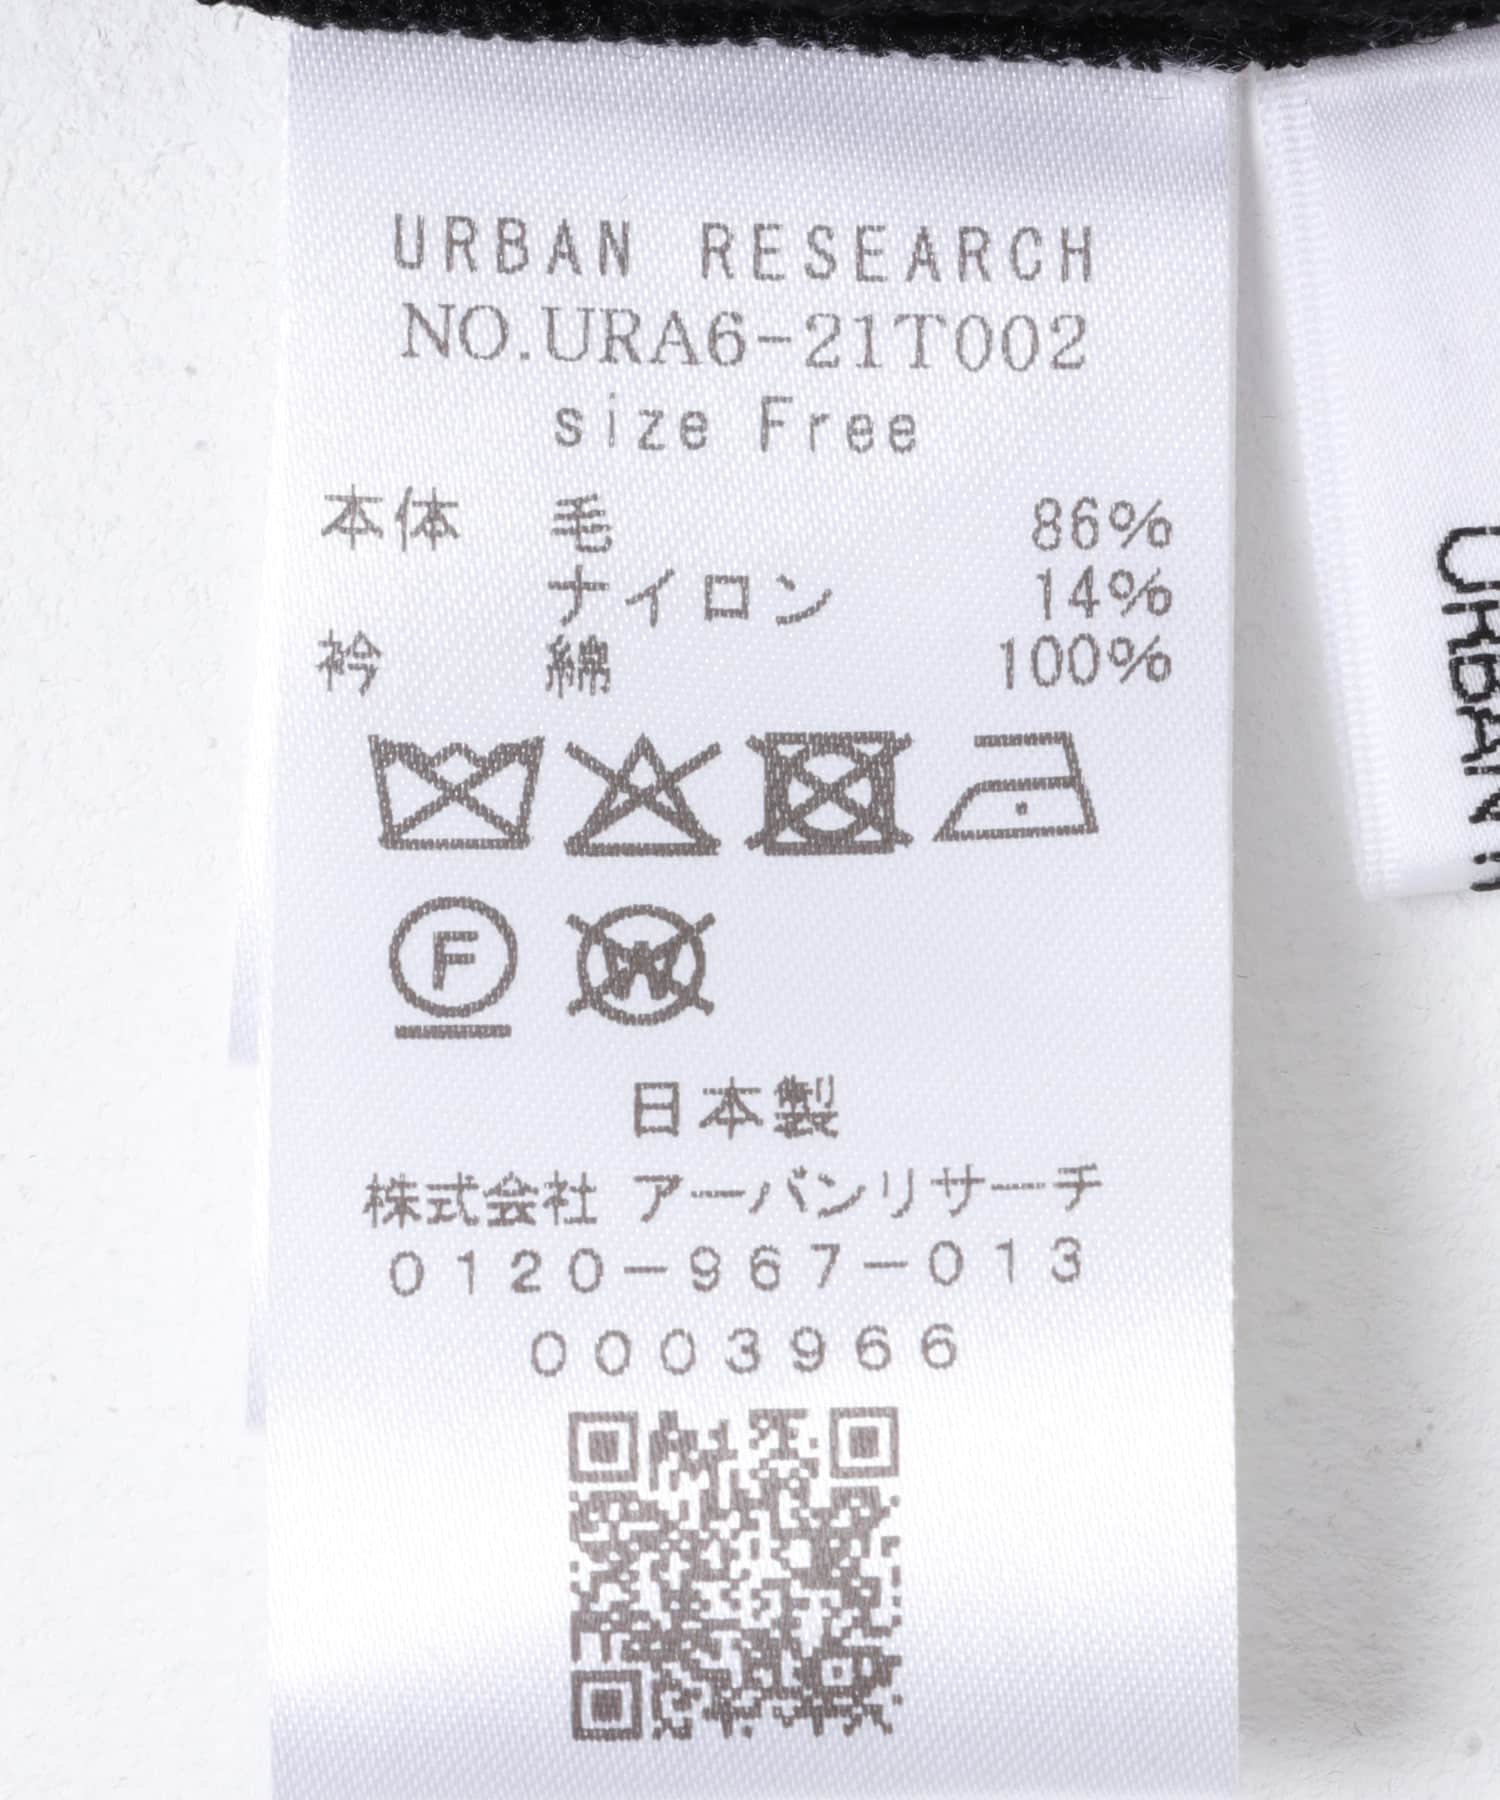 URBAN RESEARCH
NO.URA6-21T002
size Free
本体 毛 86%
ナイロン 14%
衿 綿 100%
F
W
日本製
株式会社 アーバンリサーチ
0120-967-013
0003966
URBAN